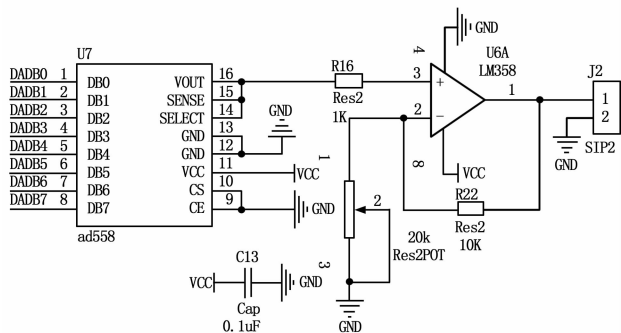 U7
DADB0 1 DB0 VOUT 16
DADB1 2 DB1 SENSE 15
DADB2 3 DB2 SELECT 14
DADB3 4 DB3 GND 13
DADB4 5 DB4 GND 12
DADB5 6 DB5 VCC 11
DADB6 7 DB6 CS 10
DADB7 8 DB7 CE 9
ad558
GND
VCC
GND
R16
Res2
1K
4
GND
U6A
LM358
3
2
1
8
VCC
J2
1
2
SIP2
GND
R22
Res2
10K
1
2
3
20k
Res2POT
GND
C13
VCC
GND
Cap
0.1uF